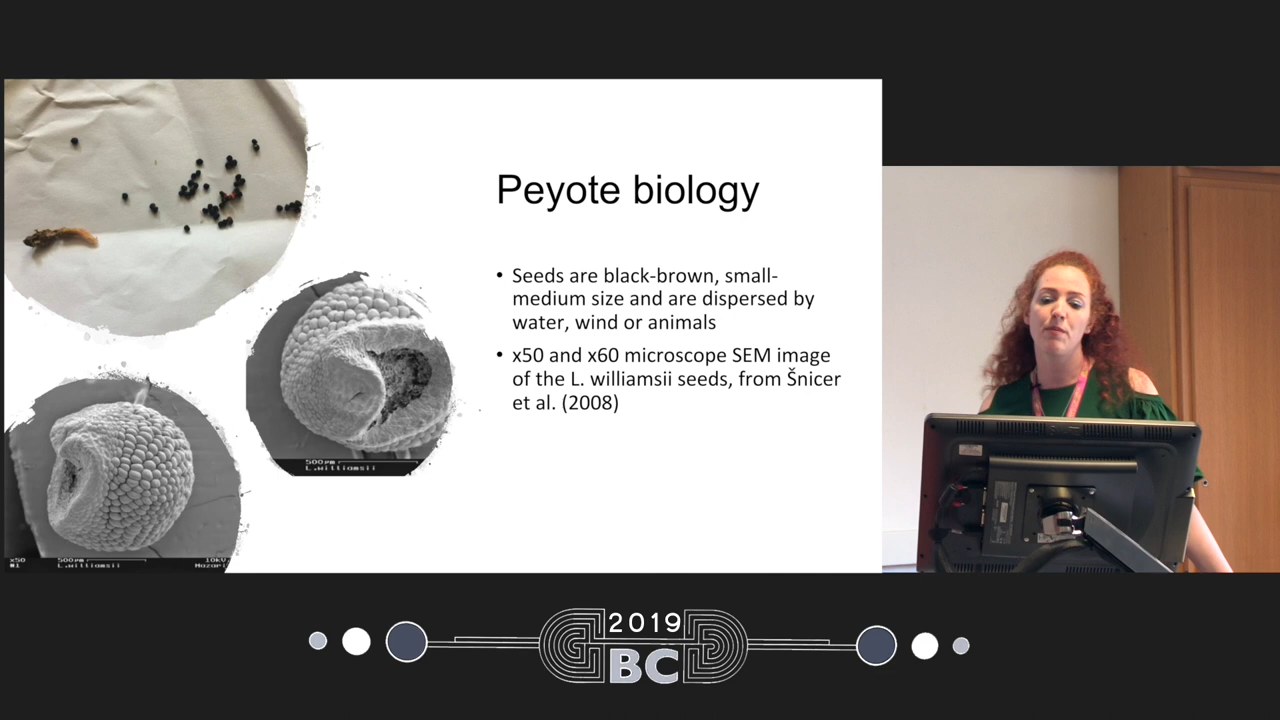 Peyote biology
• Seeds are black-brown, small-
medium size and are dispersed by
water, wind or animals
• x50 and x60 microscope SEM image
of the L. williamsii seeds, from Šnicer
et al. (2008)
500µm
L.williamsii
x50 500µm 10kV
#1 L.williamsii
2019
BC